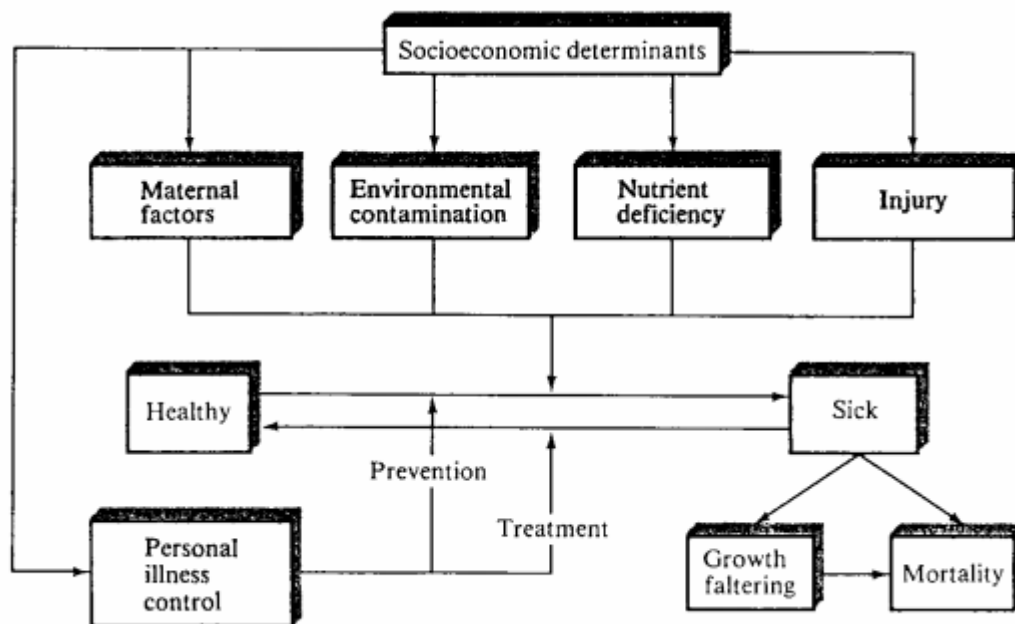 Socioeconomic determinants
Maternal
factors
Environmental
contamination
Nutrient
deficiency
Injury
Healthy
Sick
Prevention
Treatment
Personal
illness
control
Growth
faltering
Mortality